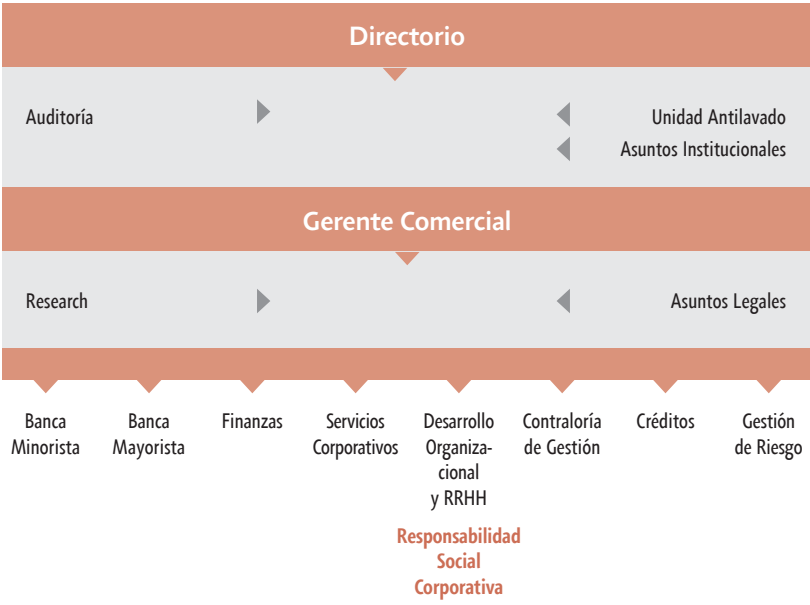 Directorio
Auditoría
Unidad Antilavado
Asuntos Institucionales
Gerente Comercial
Research
Asuntos Legales
Banca
Minorista
Banca
Mayorista
Finanzas
Servicios
Corporativos
Desarrollo
Organiza-
cional
y RRHH
Responsabilidad
Social
Corporativa
Contraloría
de Gestión
Créditos
Gestión
de Riesgo